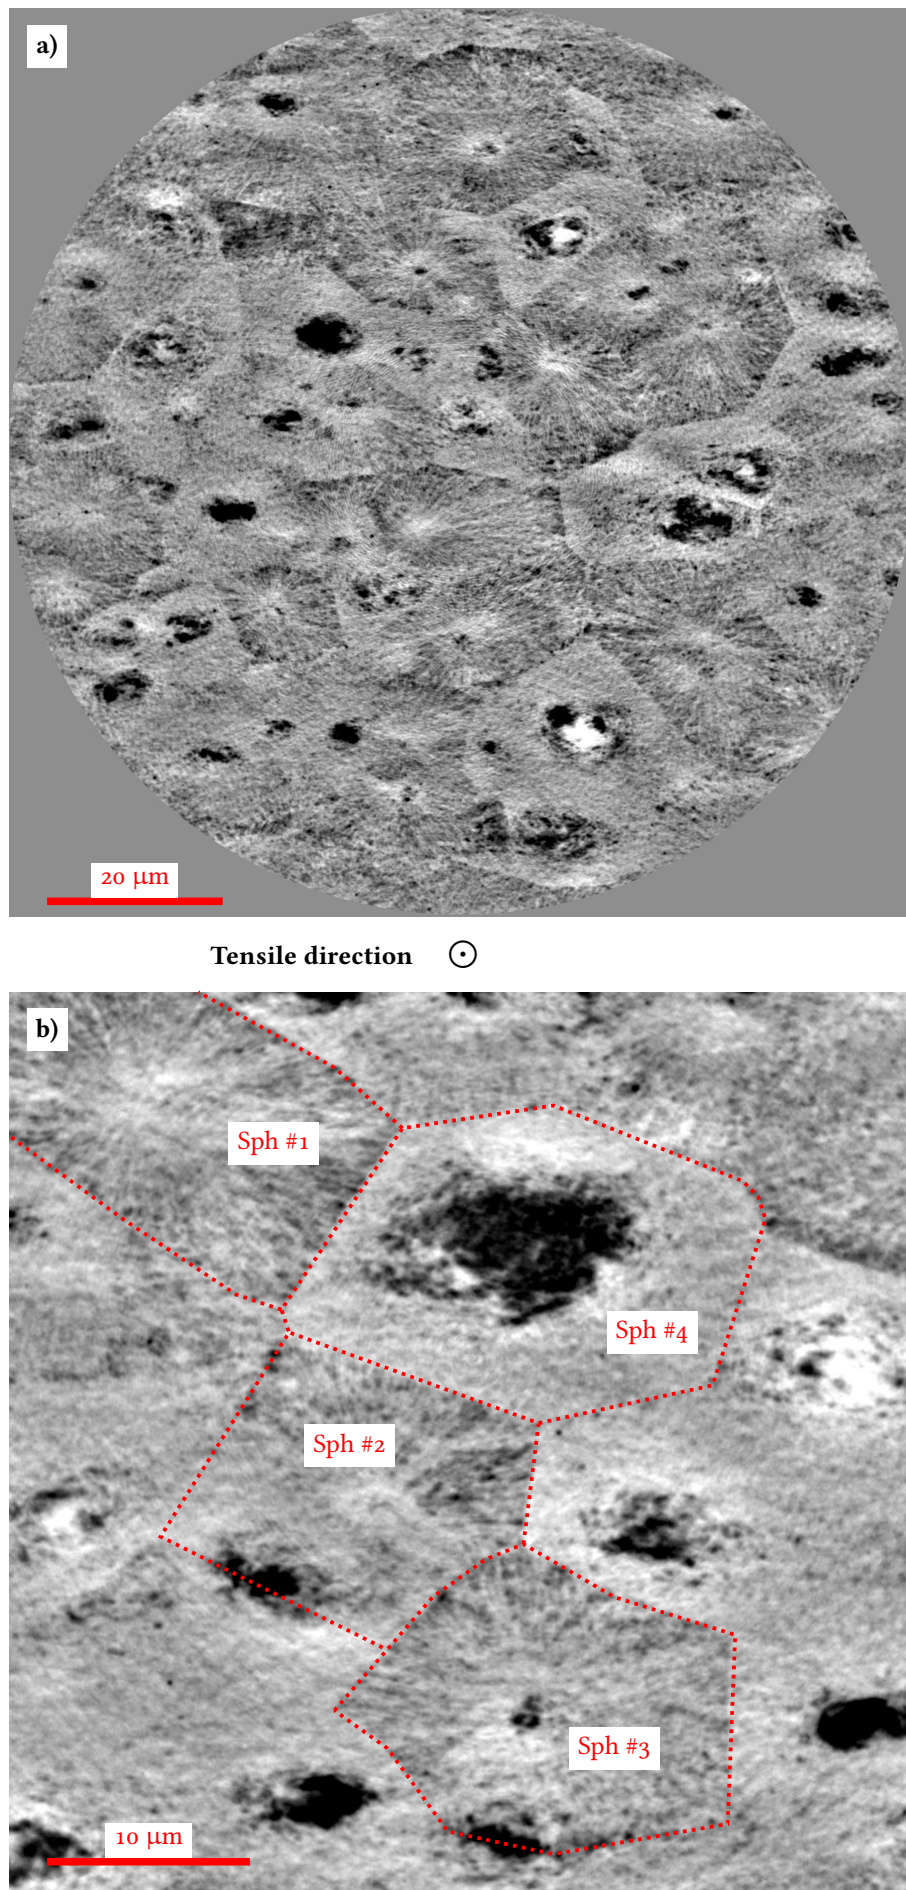 a)
20 μm
Tensile direction ⊙
b)
Sph #1
Sph #4
Sph #2
Sph #3
10 μm